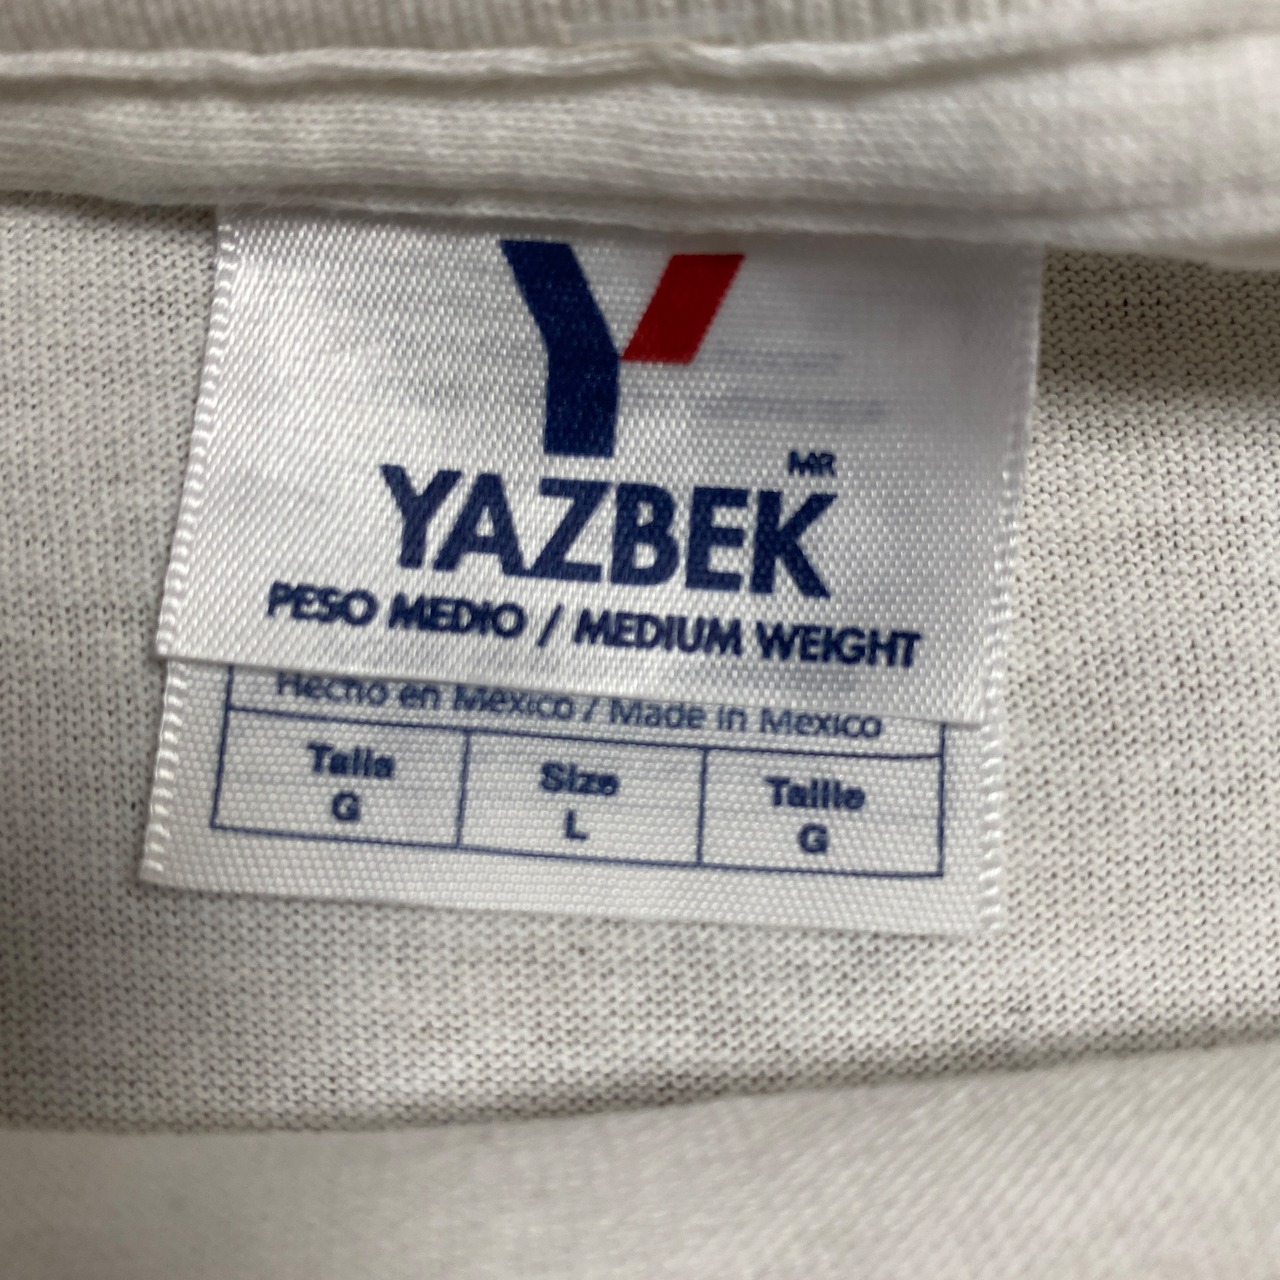 Y
MR
YAZBEK
PESO MEDIO / MEDIUM WEIGHT
Hecho en Mexico / Made in Mexico
Talla Size Taille
G L G